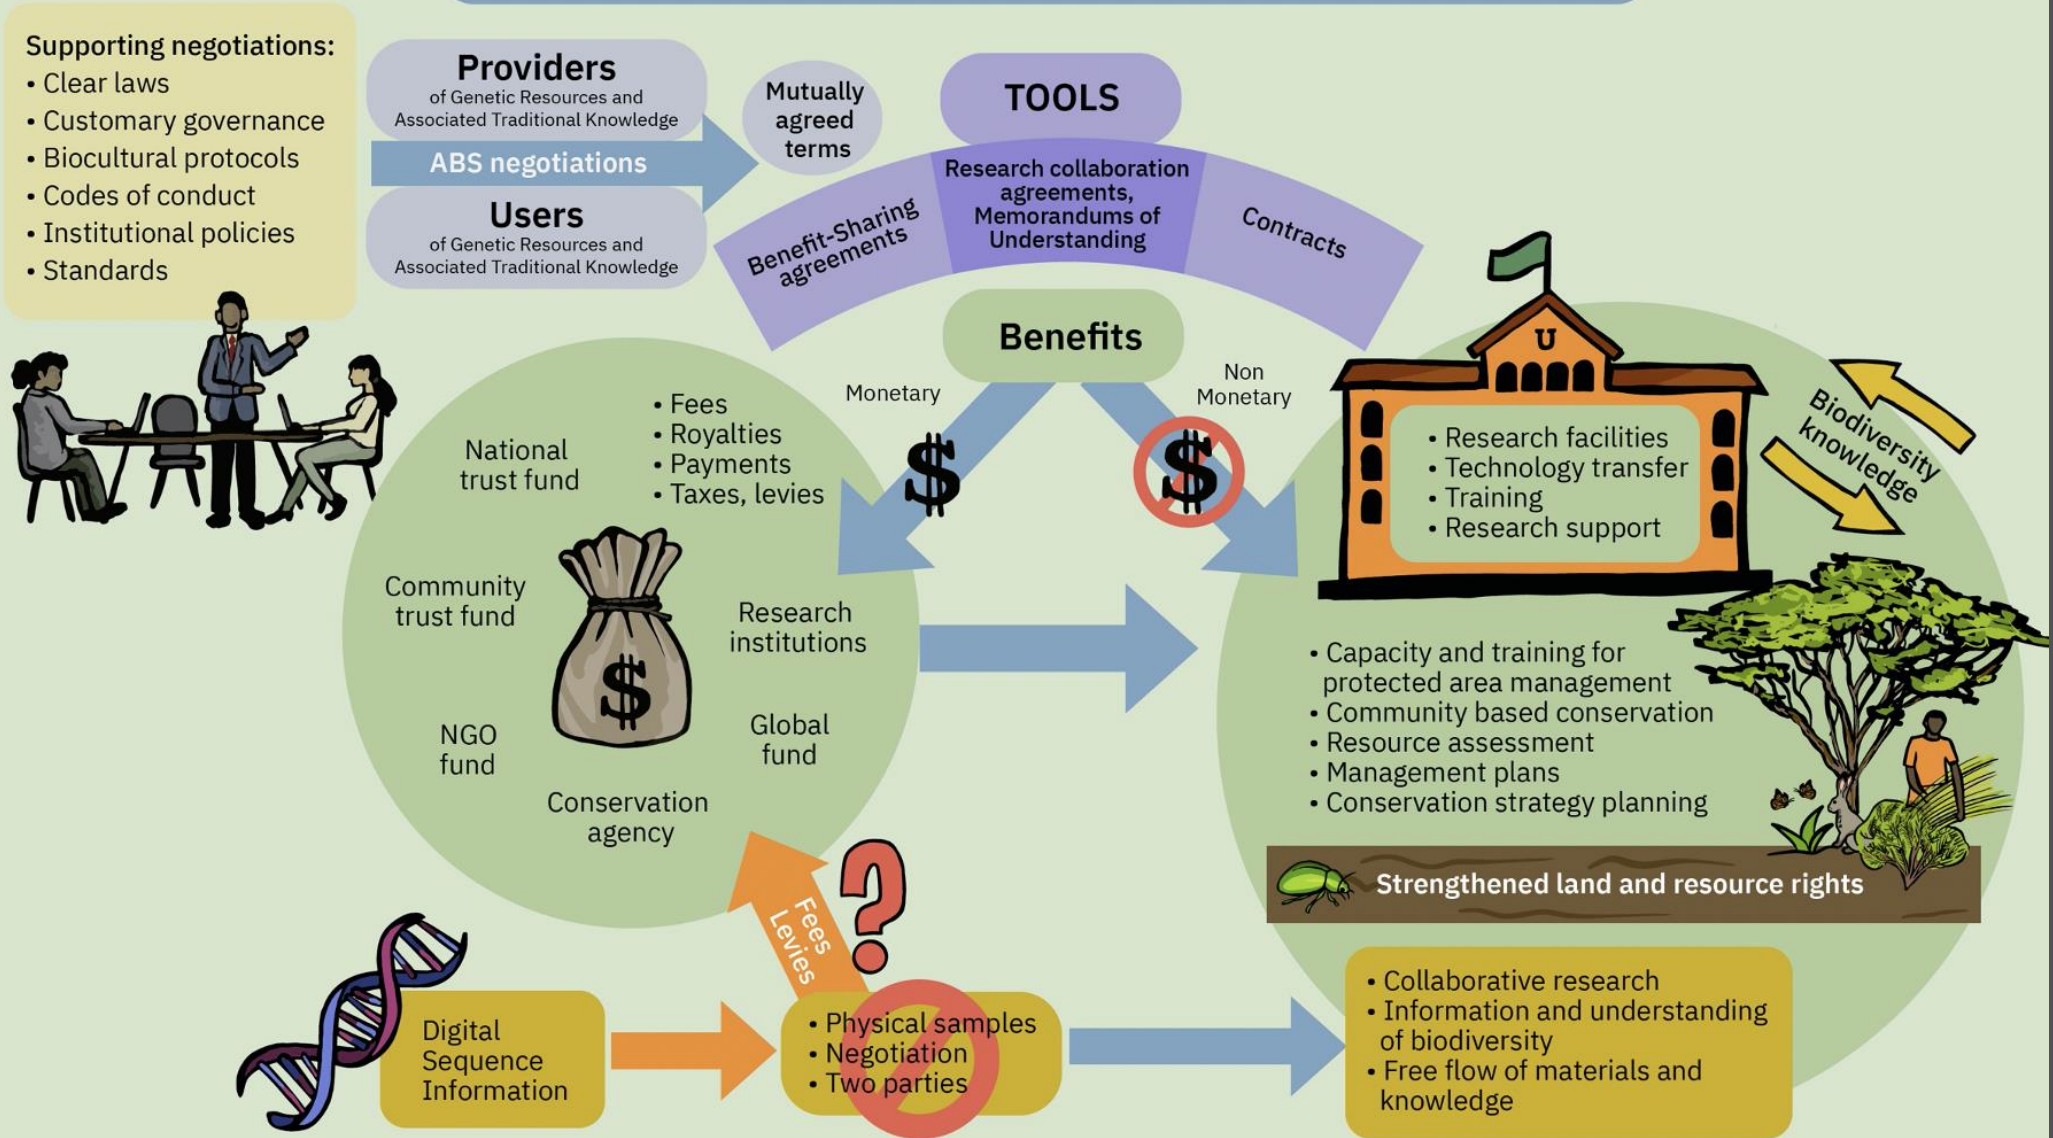 Supporting negotiations:
• Clear laws
• Customary governance
• Biocultural protocols
• Codes of conduct
• Institutional policies
• Standards
Providers
of Genetic Resources and
Associated Traditional Knowledge
ABS negotiations
Users
of Genetic Resources and
Associated Traditional Knowledge
Mutually
agreed
terms
TOOLS
Benefit-Sharing
agreements
Research collaboration
agreements,
Memorandums of
Understanding
Contracts
Benefits
Monetary
$
Non
Monetary
$
National
trust fund
• Fees
• Royalties
• Payments
• Taxes, levies
Community
trust fund
$
Research
institutions
NGO
fund
Global
fund
Conservation
agency
U
• Research facilities
• Technology transfer
• Training
• Research support
Biodiversity
knowledge
• Capacity and training for
protected area management
• Community based conservation
• Resource assessment
• Management plans
• Conservation strategy planning
Strengthened land and resource rights
Fees
Levies
?
Digital
Sequence
Information
• Physical samples
• Negotiation
• Two parties
• Collaborative research
• Information and understanding
of biodiversity
• Free flow of materials and
knowledge